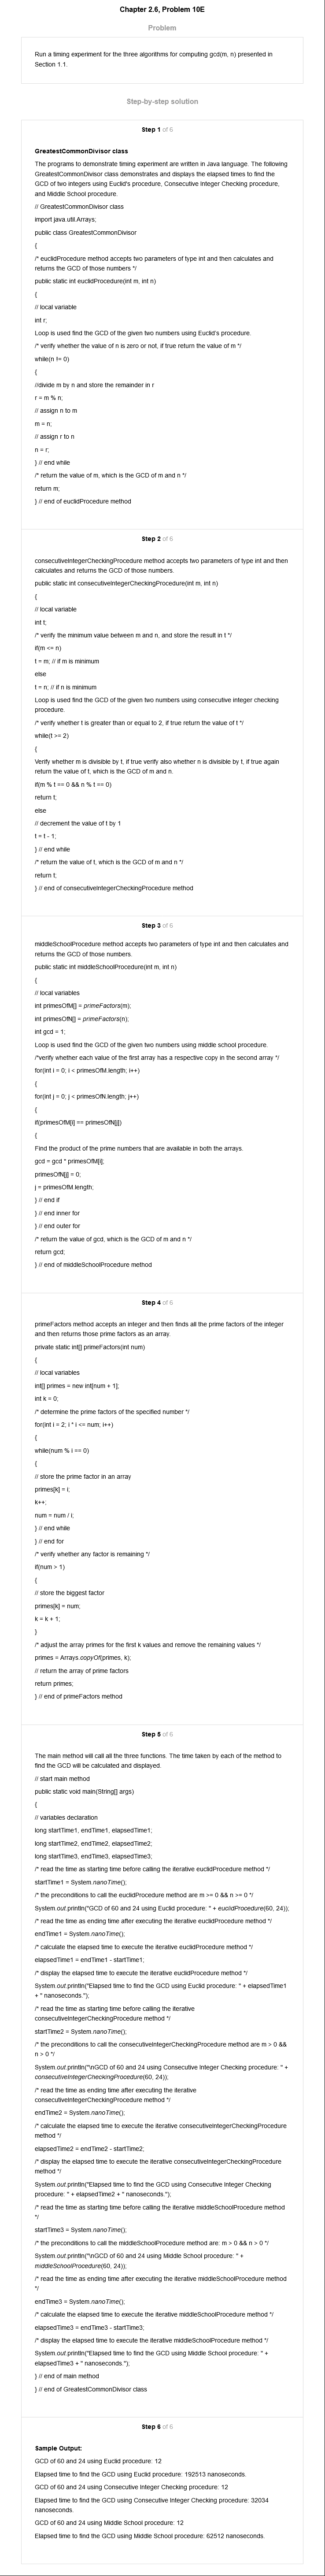 Chapter 2.6, Problem 10E
Problem
Run a timing experiment for the three algorithms for computing gcd(m, n) presented in
Section 1.1.
Step-by-step solution
Step 1 of 6
GreatestCommonDivisor class
The programs to demonstrate timing experiment are written in Java language. The following
GreatestCommonDivisor class demonstrates and displays the elapsed times to find the
GCD of two integers using Euclid's procedure, Consecutive Integer Checking procedure,
and Middle School procedure.
// GreatestCommonDivisor class
import java.util.Arrays;
public class GreatestCommonDivisor
{
/* euclidProcedure method accepts two parameters of type int and then calculates and
returns the GCD of those numbers */
public static int euclidProcedure(int m, int n)
{
// local variable
int r;
Loop is used find the GCD of the given two numbers using Euclid's procedure.
/* verify whether the value of n is zero or not, if true return the value of m */
while(n != 0)
{
//divide m by n and store the remainder in r
r = m % n;
// assign n to m
m = n;
// assign r to n
n = r;
} // end while
/* return the value of m, which is the GCD of m and n */
return m;
} // end of euclidProcedure method
Step 2 of 6
consecutiveIntegerCheckingProcedure method accepts two parameters of type int and then
calculates and returns the GCD of those numbers.
public static int consecutiveIntegerCheckingProcedure(int m, int n)
{
// local variable
int t;
/* verify the minimum value between m and n, and store the result in t */
if(m <= n)
t = m; // if m is minimum
else
t = n; // if n is minimum
Loop is used find the GCD of the given two numbers using consecutive integer checking
procedure.
/* verify whether t is greater than or equal to 2, if true return the value of t */
while(t >= 2)
{
Verify whether m is divisible by t, if true verify also whether n is divisible by t, if true again
return the value of t, which is the GCD of m and n.
if(m % t == 0 && n % t == 0)
return t;
else
// decrement the value of t by 1
t = t - 1;
} // end while
/* return the value of t, which is the GCD of m and n */
return t;
} // end of consecutiveIntegerCheckingProcedure method
Step 3 of 6
middleSchoolProcedure method accepts two parameters of type int and then calculates and
returns the GCD of those numbers.
public static int middleSchoolProcedure(int m, int n)
{
// local variables
int primesOfM[] = primeFactors(m);
int primesOfN[] = primeFactors(n);
int gcd = 1;
Loop is used find the GCD of the given two numbers using middle school procedure.
/*verify whether each value of the first array has a respective copy in the second array */
for(int i = 0; i < primesOfM.length; i++)
{
for(int j = 0; j < primesOfN.length; j++)
{
if(primesOfM[i] == primesOfN[j])
{
Find the product of the prime numbers that are available in both the arrays.
gcd = gcd * primesOfM[i];
primesOfN[j] = 0;
j = primesOfM.length;
} // end if
} // end inner for
} // end outer for
/* return the value of gcd, which is the GCD of m and n */
return gcd;
} // end of middleSchoolProcedure method
Step 4 of 6
primeFactors method accepts an integer and then finds all the prime factors of the integer
and then returns those prime factors as an array.
private static int[] primeFactors(int num)
{
// local variables
int[] primes = new int[num + 1];
int k = 0;
/* determine the prime factors of the specified number */
for(int i = 2; i * i <= num; i++)
{
while(num % i == 0)
{
// store the prime factor in an array
primes[k] = i;
k++;
num = num / i;
} // end while
} // end for
/* verify whether any factor is remaining */
if(num > 1)
{
// store the biggest factor
primes[k] = num;
k = k + 1;
}
/* adjust the array primes for the first k values and remove the remaining values */
primes = Arrays.copyOf(primes, k);
// return the array of prime factors
return primes;
} // end of primeFactors method
Step 5 of 6
The main method will call all the three functions. The time taken by each of the method to
find the GCD will be calculated and displayed.
// start main method
public static void main(String[] args)
{
// variables declaration
long startTime1, endTime1, elapsedTime1;
long startTime2, endTime2, elapsedTime2;
long startTime3, endTime3, elapsedTime3;
/* read the time as starting time before calling the iterative euclidProcedure method */
startTime1 = System.nanoTime();
/* the preconditions to call the euclidProcedure method are m >= 0 && n >= 0 */
System.out.println("GCD of 60 and 24 using Euclid procedure: " + euclidProcedure(60, 24));
/* read the time as ending time after executing the iterative euclidProcedure method */
endTime1 = System.nanoTime();
/* calculate the elapsed time to execute the iterative euclidProcedure method */
elapsedTime1 = endTime1 - startTime1;
/* display the elapsed time to execute the iterative euclidProcedure method */
System.out.println("Elapsed time to find the GCD using Euclid procedure: " + elapsedTime1
+ " nanoseconds.");
/* read the time as starting time before calling the iterative
consecutiveIntegerCheckingProcedure method */
startTime2 = System.nanoTime();
/* the preconditions to call the consecutiveIntegerCheckingProcedure method are m > 0 &&
n > 0 */
System.out.println("\nGCD of 60 and 24 using Consecutive Integer Checking procedure: " +
consecutiveIntegerCheckingProcedure(60, 24));
/* read the time as ending time after executing the iterative
consecutiveIntegerCheckingProcedure method */
endTime2 = System.nanoTime();
/* calculate the elapsed time to execute the iterative consecutiveIntegerCheckingProcedure
method */
elapsedTime2 = endTime2 - startTime2;
/* display the elapsed time to execute the iterative consecutiveIntegerCheckingProcedure
method */
System.out.println("Elapsed time to find the GCD using Consecutive Integer Checking
procedure: " + elapsedTime2 + " nanoseconds.");
/* read the time as starting time before calling the iterative middleSchoolProcedure method
*/
startTime3 = System.nanoTime();
/* the preconditions to call the middleSchoolProcedure method are: m > 0 && n > 0 */
System.out.println("\nGCD of 60 and 24 using Middle School procedure: " +
middleSchoolProcedure(60, 24));
/* read the time as ending time after executing the iterative middleSchoolProcedure method
*/
endTime3 = System.nanoTime();
/* calculate the elapsed time to execute the iterative middleSchoolProcedure method */
elapsedTime3 = endTime3 - startTime3;
/* display the elapsed time to execute the iterative middleSchoolProcedure method */
System.out.println("Elapsed time to find the GCD using Middle School procedure: " +
elapsedTime3 + " nanoseconds.");
} // end of main method
} // end of GreatestCommonDivisor class
Step 6 of 6
Sample Output:
GCD of 60 and 24 using Euclid procedure: 12
Elapsed time to find the GCD using Euclid procedure: 192513 nanoseconds.
GCD of 60 and 24 using Consecutive Integer Checking procedure: 12
Elapsed time to find the GCD using Consecutive Integer Checking procedure: 32034
nanoseconds.
GCD of 60 and 24 using Middle School procedure: 12
Elapsed time to find the GCD using Middle School procedure: 62512 nanoseconds.